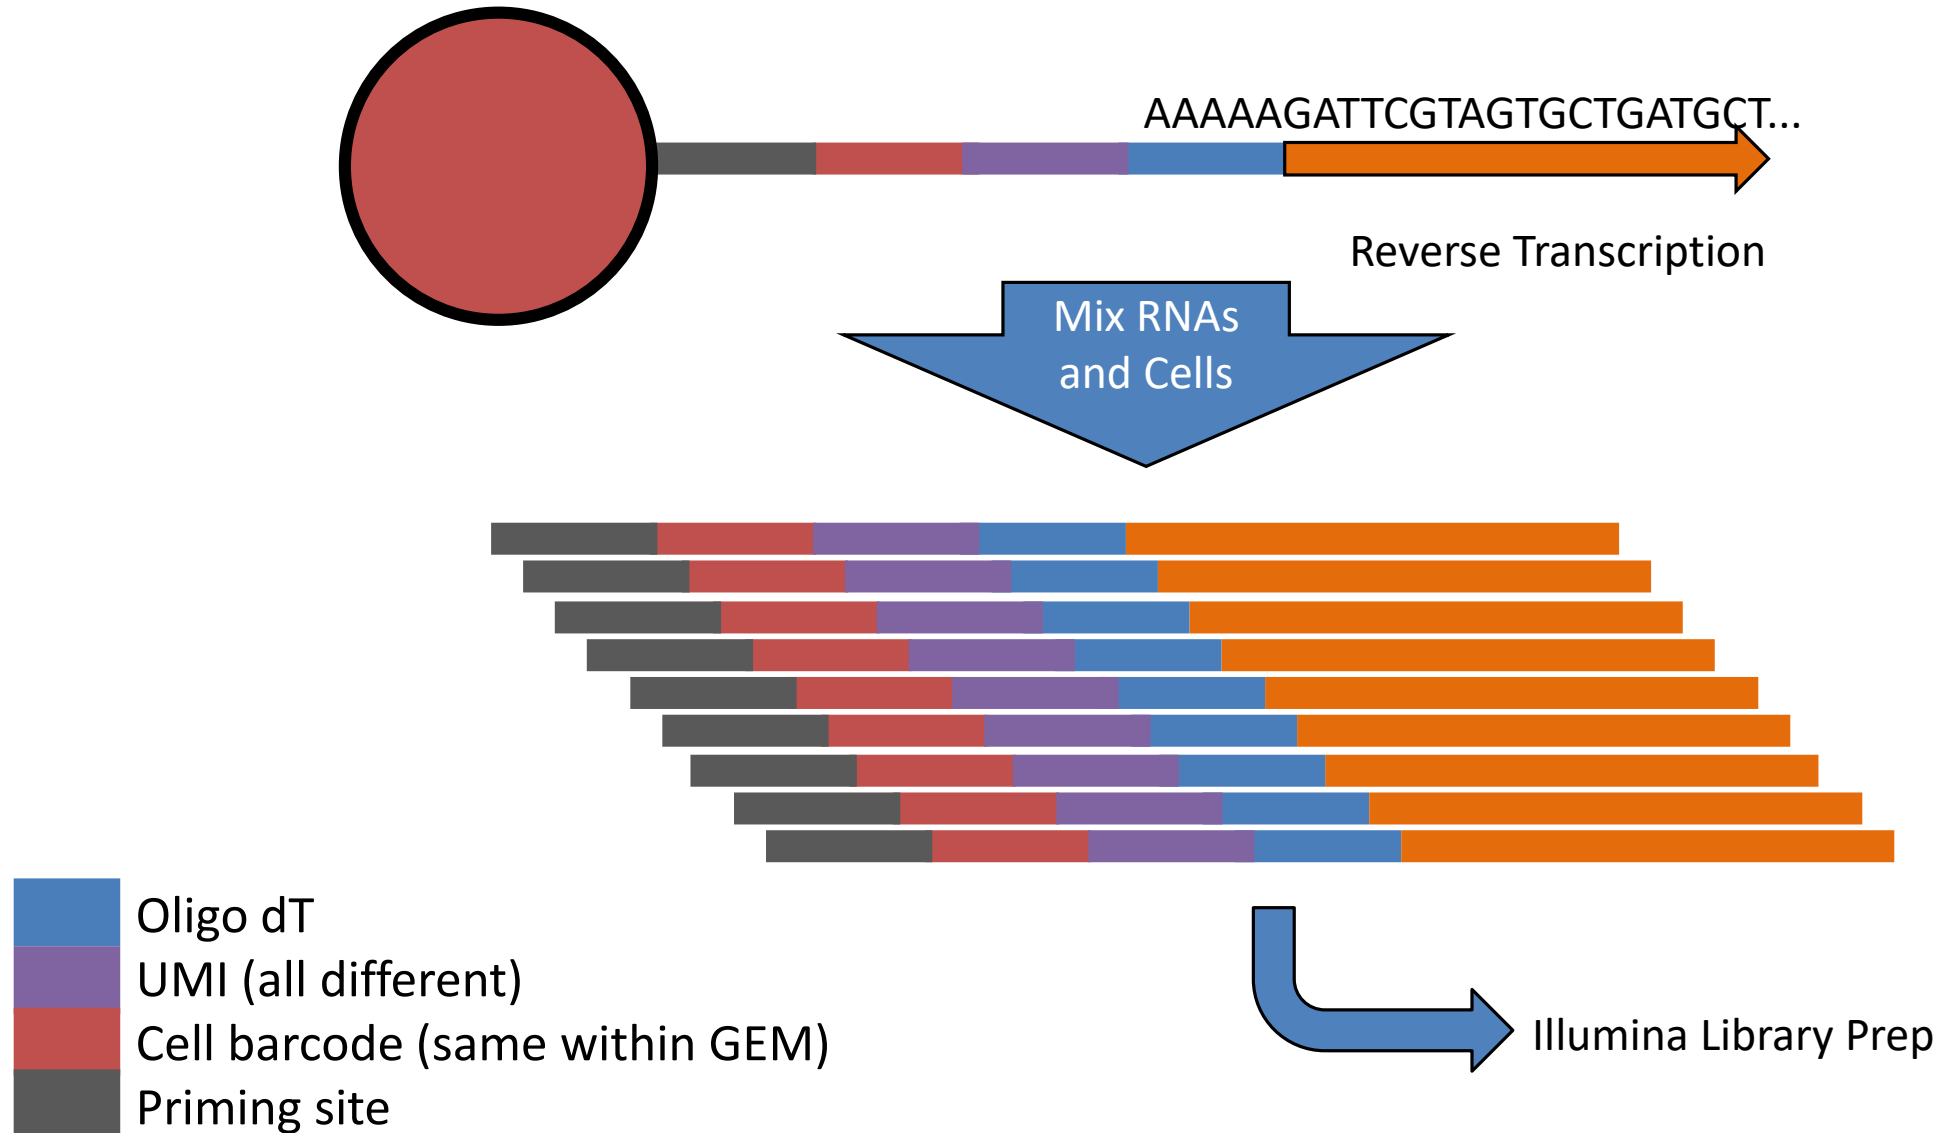 AAAAAGATTCGTAGTGCTGATGCT...
Reverse Transcription
Mix RNAs
and Cells
Oligo dT
UMI (all different)
Cell barcode (same within GEM)
Priming site
Illumina Library Prep